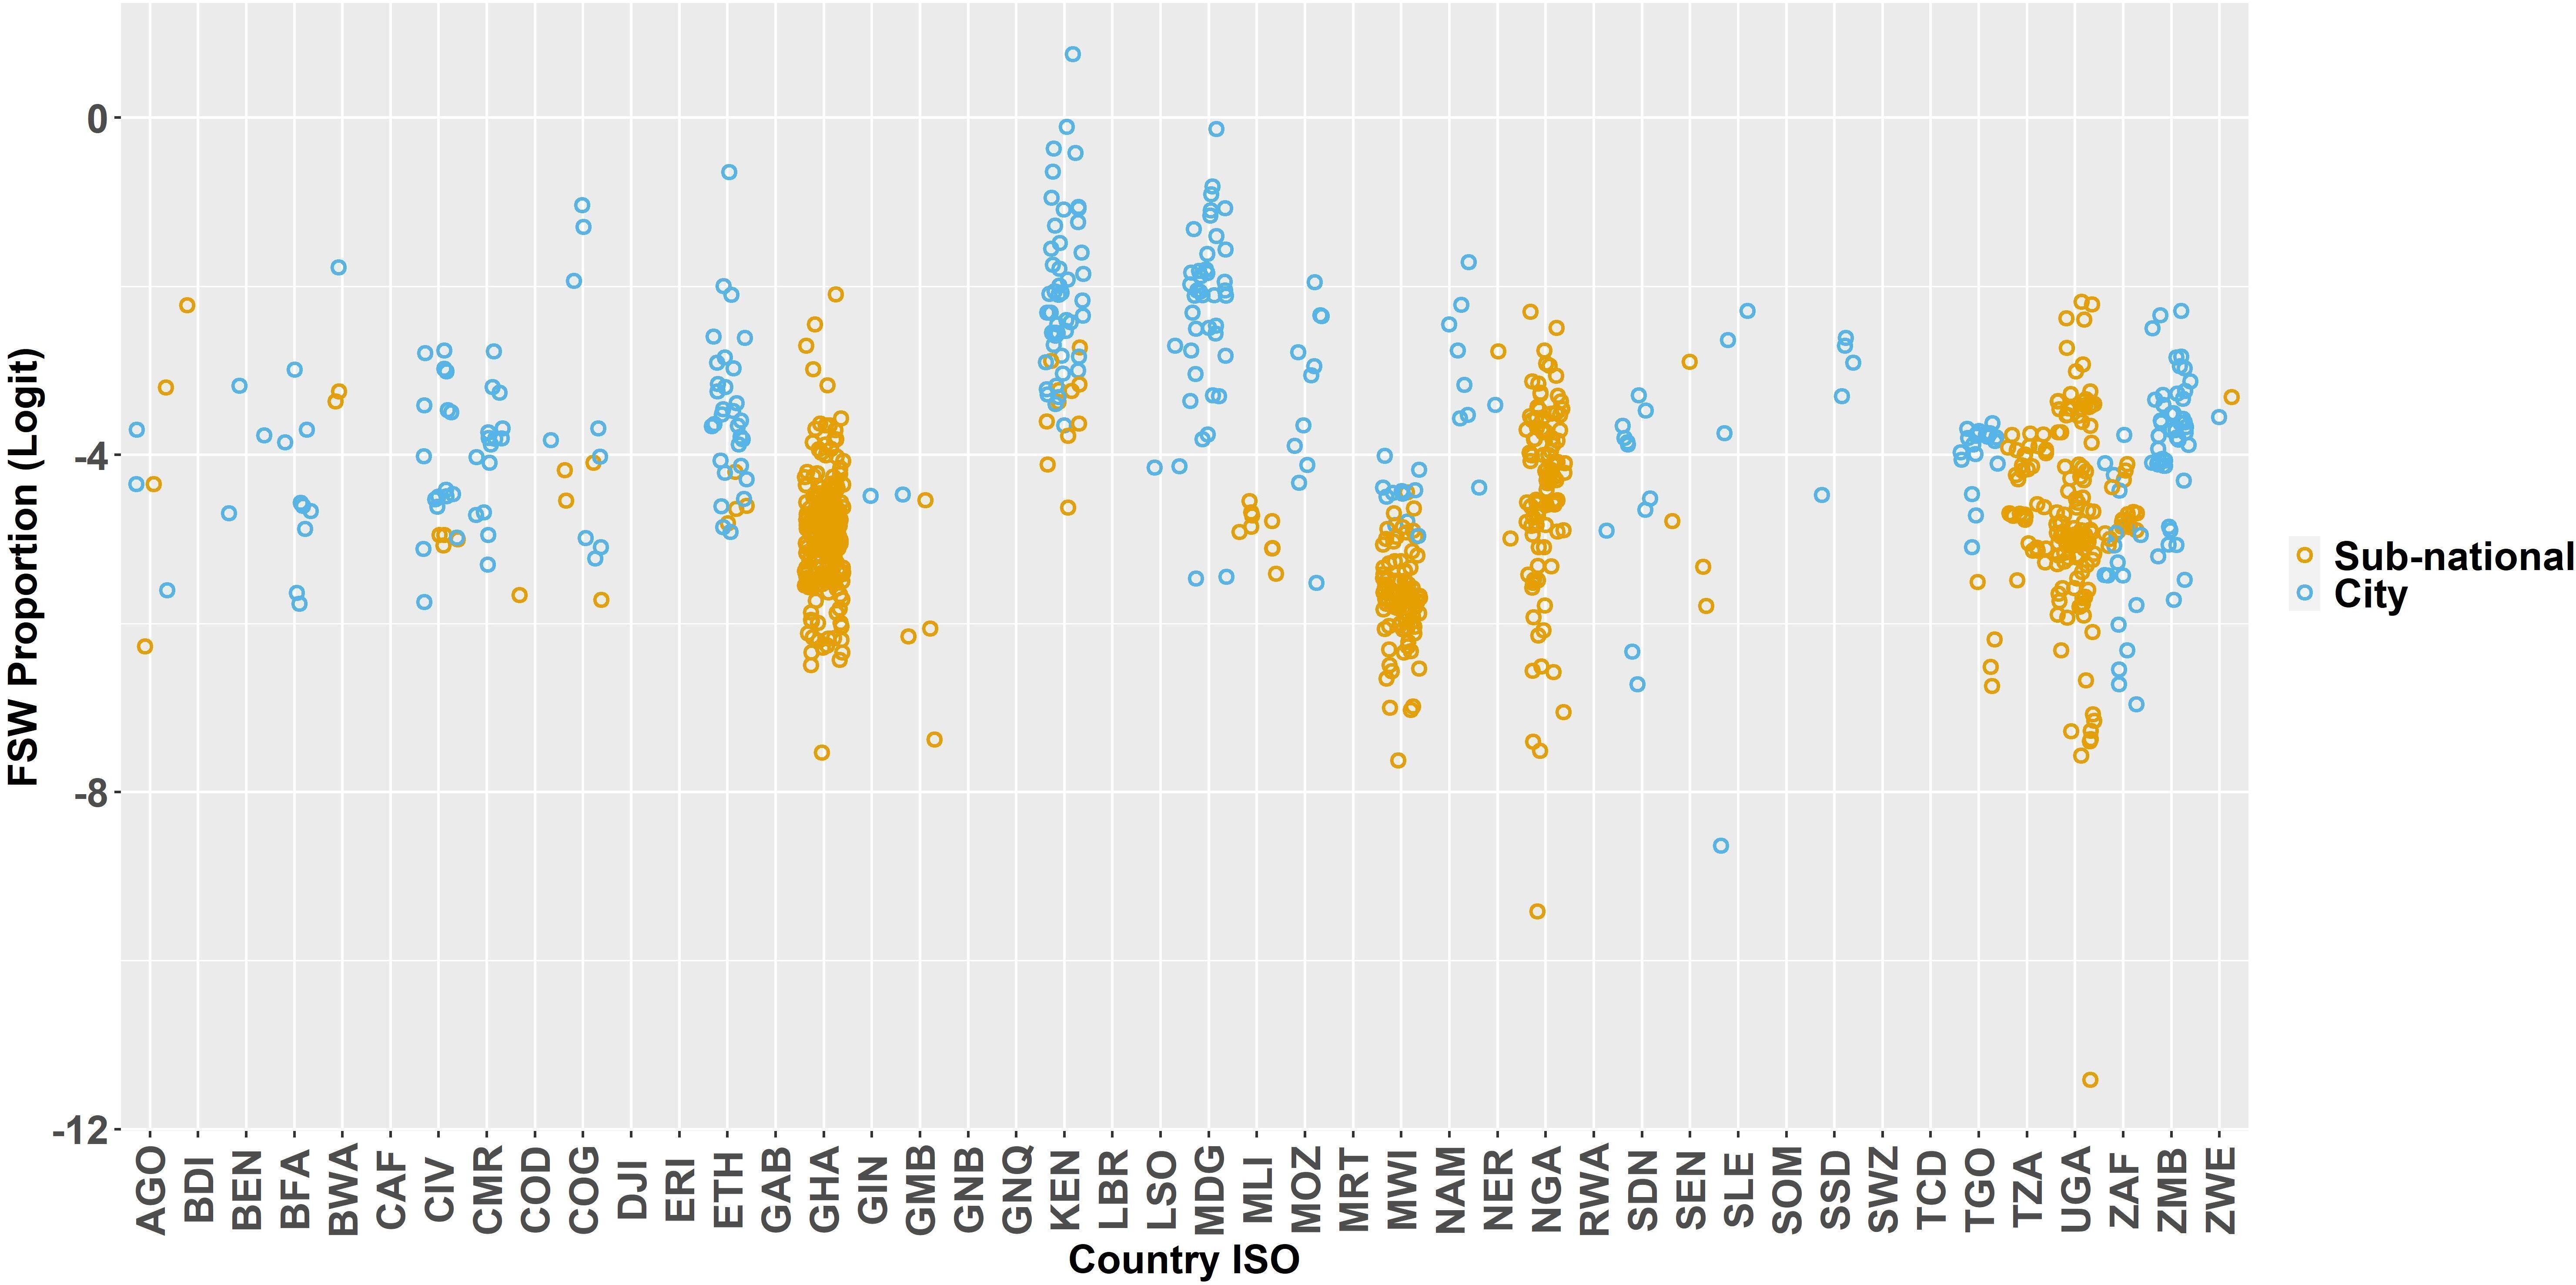 FSW Proportion (Logit)
0
-4
-8
-12
AGO
BDI
BEN
BFA
BWA
CAF
CIV
CMR
COD
COG
DJI
ERI
ETH
GAB
GHA
GIN
GMB
GNB
GNQ
KEN
LBR
LSO
MDG
MLI
MOZ
MRT
MWI
NAM
NER
NGA
RWA
SDN
SEN
SLE
SOM
SSD
SWZ
TCD
TGO
TZA
UGA
ZAF
ZMB
ZWE
Country ISO
Sub-national
City